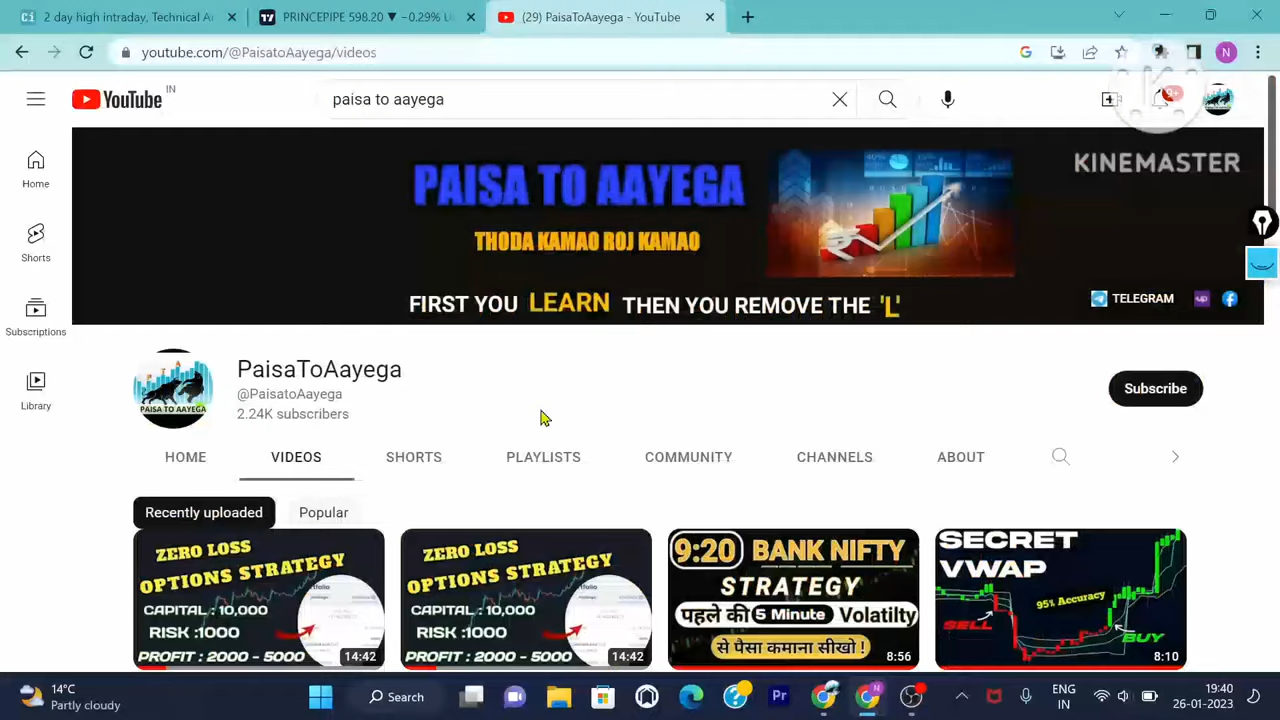 2 day high intraday, Technical A
PRINCEPIPE 598.20 ▼ −0.29% U
(29) PaisaToAayega - YouTube
youtube.com/@PaisatoAayega/videos
N
YouTube IN
paisa to aayega
9+
KINEMASTER
PAISA TO AAYEGA
THODA KAMAO ROJ KAMAO
FIRST YOU LEARN THEN YOU REMOVE THE 'L'
TELEGRAM
Home
Shorts
Subscriptions
Library
PAISA TO AAYEGA
PaisaToAayega
@PaisatoAayega
2.24K subscribers
Subscribe
HOME VIDEOS SHORTS PLAYLISTS COMMUNITY CHANNELS ABOUT
Recently uploaded Popular
ZERO LOSS
OPTIONS STRATEGY
CAPITAL : 10,000
RISK :1000
PROFIT : 2000 - 5000
14:42
ZERO LOSS
OPTIONS STRATEGY
CAPITAL : 10,000
RISK :1000
PROFIT : 2000 - 5000
14:42
9:20 BANK NIFTY
STRATEGY
पहले की 5 Minute Volatilty
से पैसा कमाना सीखो !
8:56
SECRET
VWAP
95% Accuracy
SELL
BUY
8:10
14°C
Partly cloudy
Search
Pr
N
ENG
IN
19:40
26-01-2023